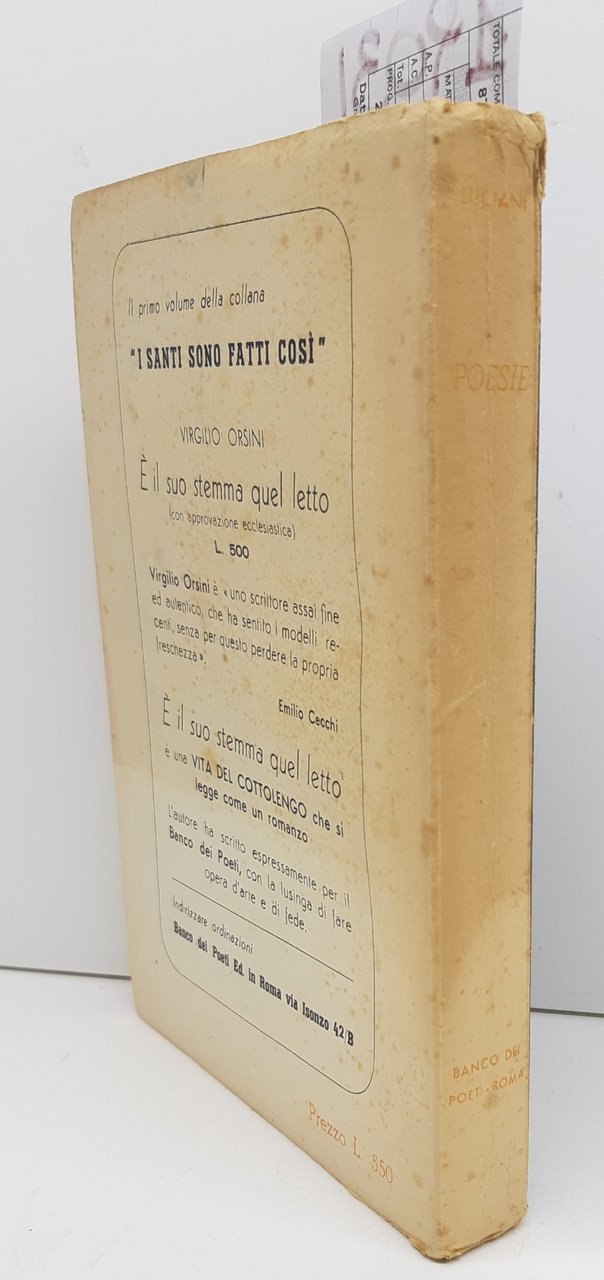 TOTALE COM
A.P.
A.C.
Tot.
PROG.
Il primo volume della collana
"I SANTI SONO FATTI COSÌ"
VIRGILIO ORSINI
È il suo stemma quel letto
(con approvazione ecclesiastica)
L. 500
Virgilio Orsini è « uno scrittore assai fine
ed autentico, che ha sentito i modelli re-
centi, senza per questo perdere la propria
freschezza ».
Emilio Cecchi
È il suo stemma quel letto
è una VITA DEL COTTOLENGO che si
legge come un romanzo
L'autore ha scritto espressamente per il
Banco dei Poeti, con la lusinga di fare
opera d'arte e di fede.
Indirizzare ordinazioni
Banco dei Poeti Ed. in Roma via Isonzo 42/B
Prezzo L. 550
LUCIANI
POESIE
BANCO DEI
POETI - ROMA